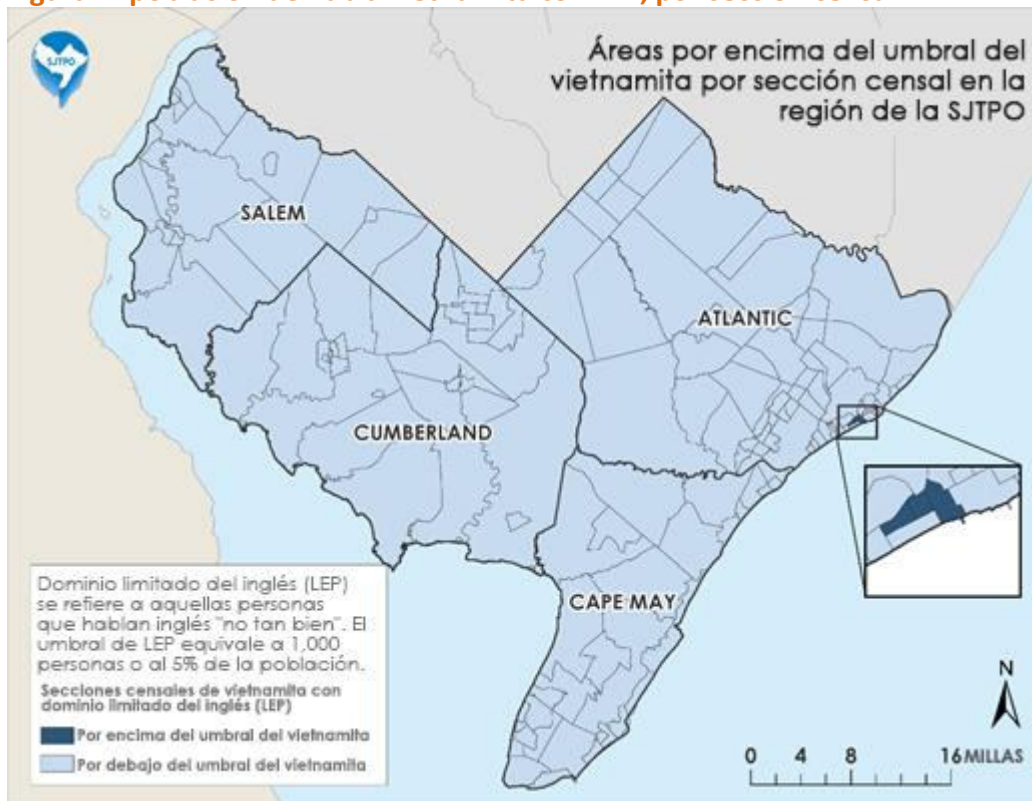 Áreas por encima del umbral del
vietnamita por sección censal en la
región de la SJTPO
SJTPO
SALEM
ATLANTIC
CUMBERLAND
CAPE MAY
Dominio limitado del inglés (LEP)
se refiere a aquellas personas
que hablan inglés "no tan bien". El
umbral de LEP equivale a 1,000
personas o al 5% de la población.
Secciones censales de vietnamita con
dominio limitado del inglés (LEP)
Por encima del umbral del vietnamita
Por debajo del umbral del vietnamita
N
0 4 8 16 MILLAS